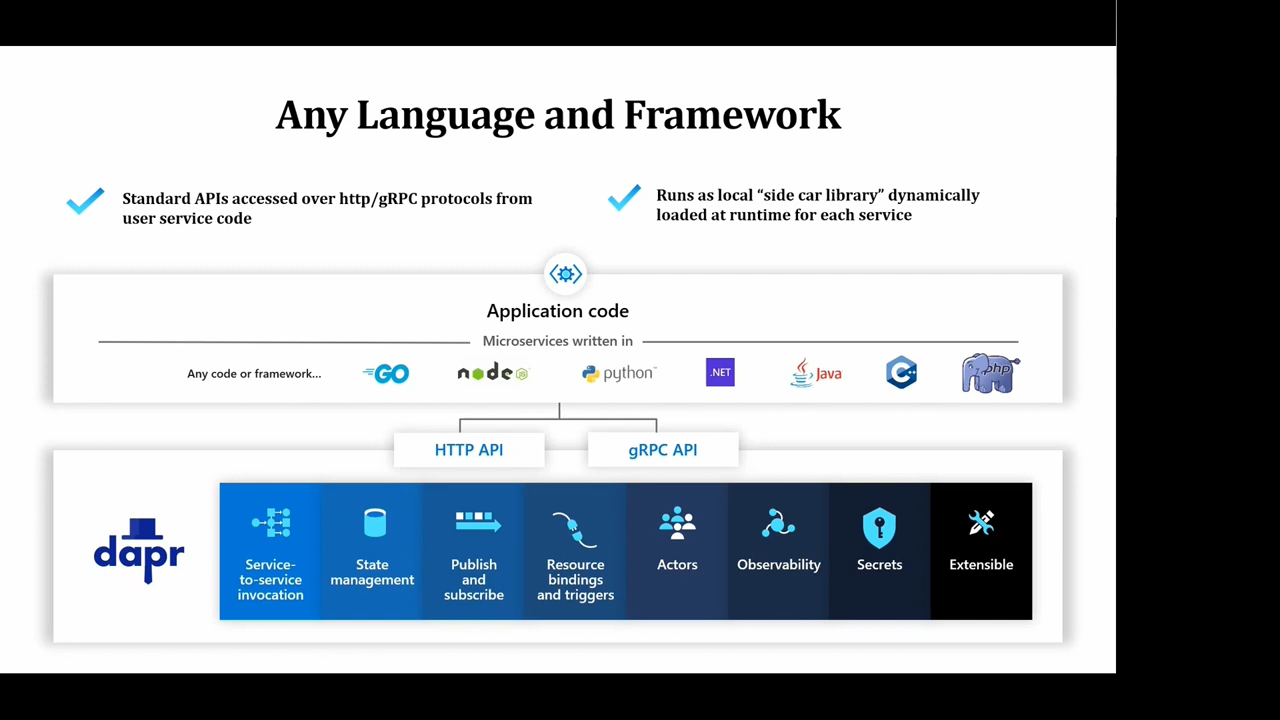 Any Language and Framework
Standard APIs accessed over http/gRPC protocols from
user service code
Runs as local “side car library” dynamically
loaded at runtime for each service
Application code
Microservices written in
Any code or framework...
GO
node JS
python
.NET
Java
C++
php
HTTP API
gRPC API
dapr
Service-
to-service
invocation
State
management
Publish
and
subscribe
Resource
bindings
and triggers
Actors
Observability
Secrets
Extensible